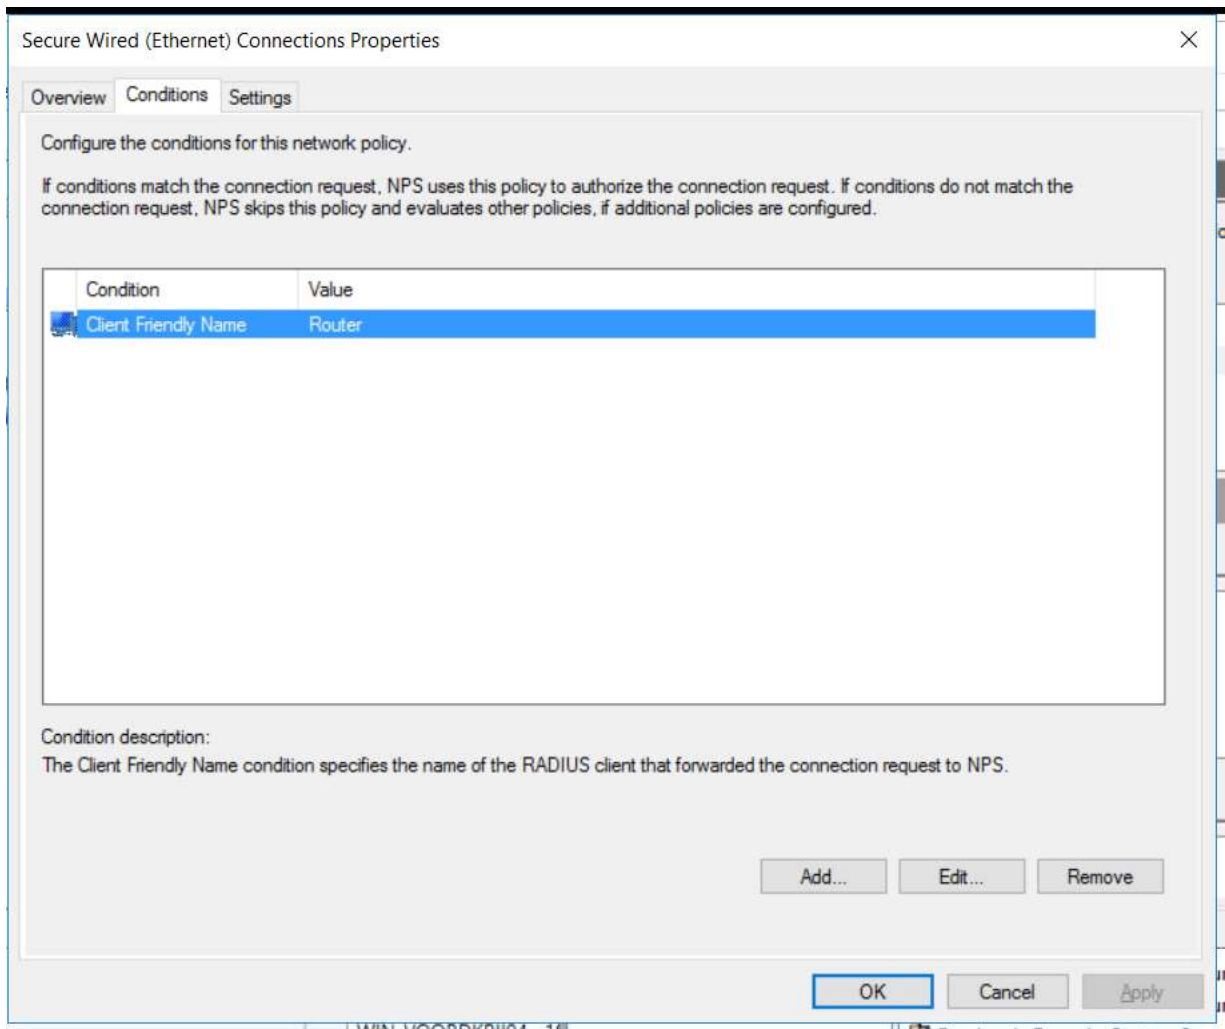 Secure Wired (Ethernet) Connections Properties
Overview Conditions Settings
Configure the conditions for this network policy.
If conditions match the connection request, NPS uses this policy to authorize the connection request. If conditions do not match the
connection request, NPS skips this policy and evaluates other policies, if additional policies are configured.
Condition Value
Client Friendly Name Router
Condition description:
The Client Friendly Name condition specifies the name of the RADIUS client that forwarded the connection request to NPS.
Add... Edit... Remove
OK Cancel Apply